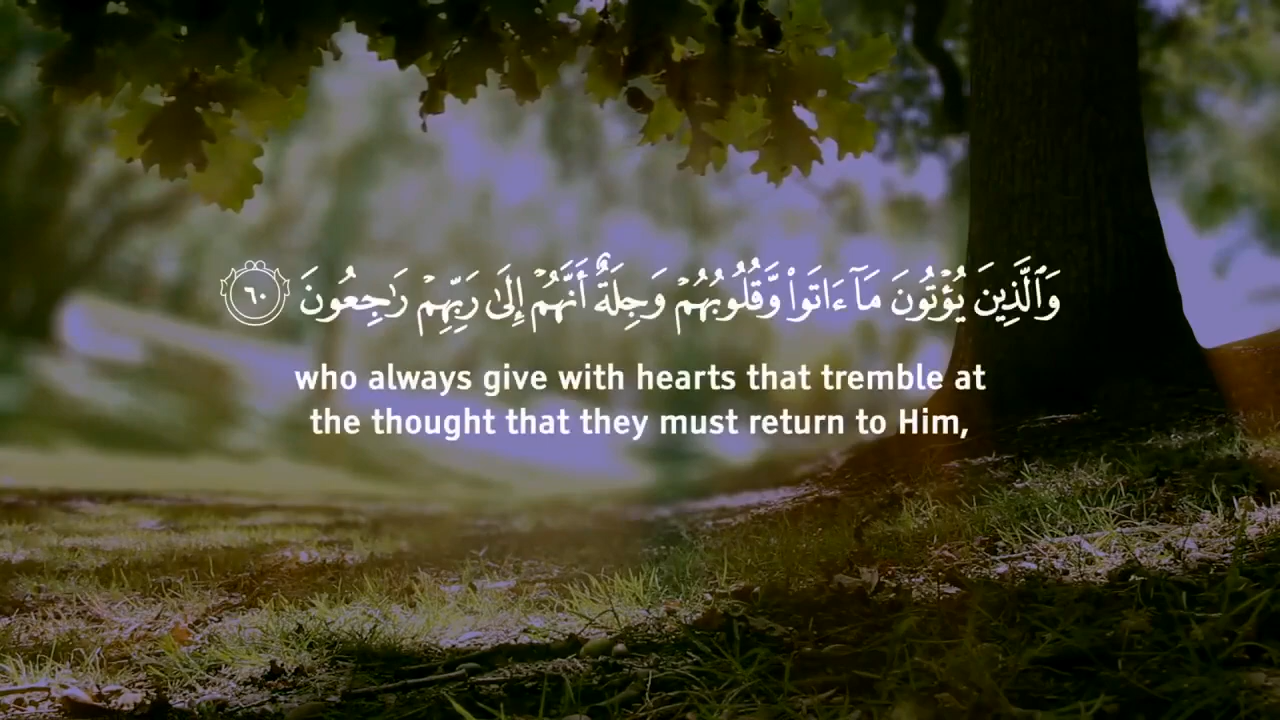 وَٱلَّذِينَ يُؤْتُونَ مَآ ءَاتَوا۟ وَّقُلُوبُهُمْ وَجِلَةٌ أَنَّهُمْ إِلَىٰ رَبِّهِمْ رَٰجِعُونَ ٦٠
who always give with hearts that tremble at
the thought that they must return to Him,